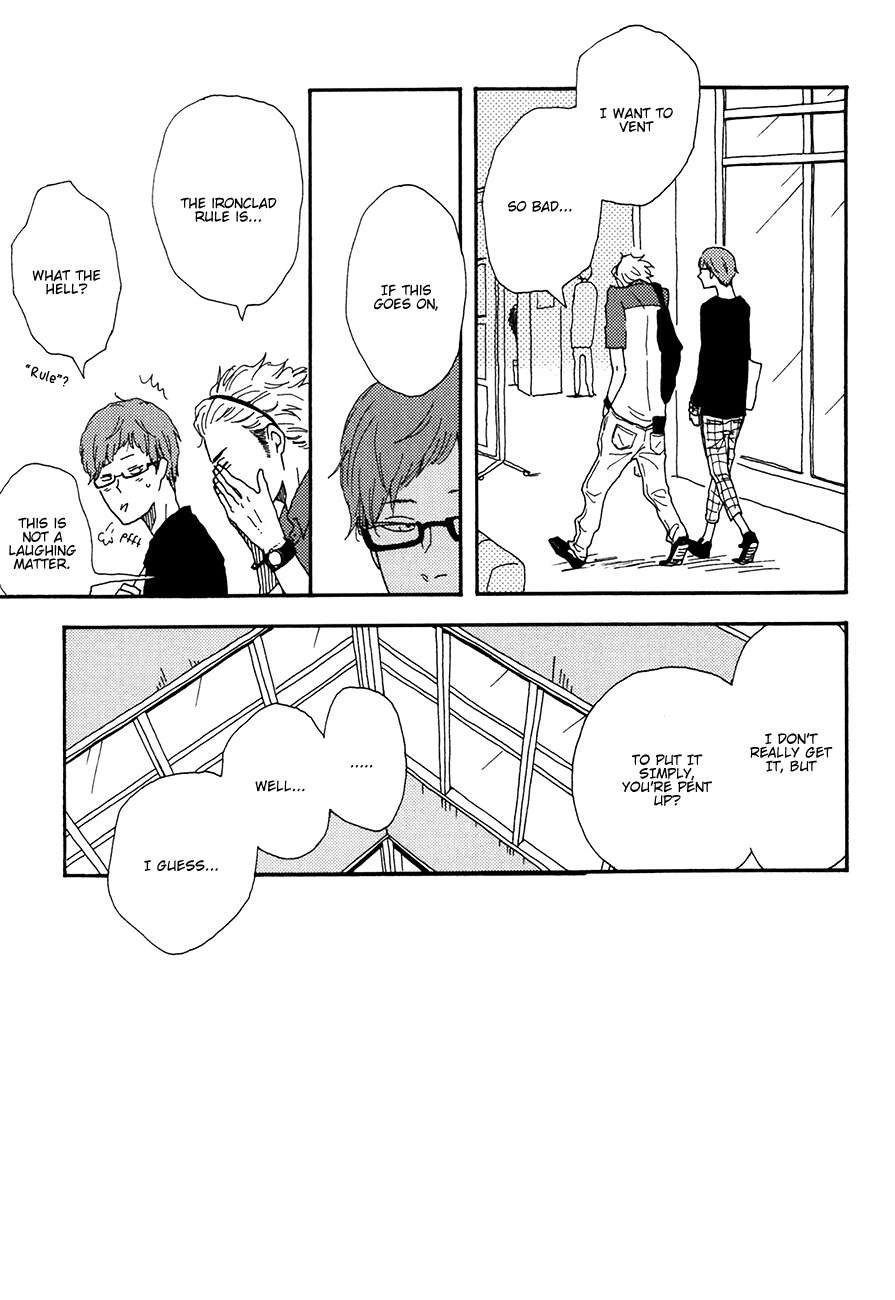 I WANT TO
VENT
SO BAD...
IF THIS
GOES ON,
THE IRONCLAD
RULE IS...
WHAT THE
HELL?
"Rule"?
Pfft
THIS IS
NOT A
LAUGHING
MATTER.
I DON'T
REALLY GET
IT, BUT
TO PUT IT
SIMPLY,
YOU'RE PENT
UP?
.....
WELL...
I GUESS...